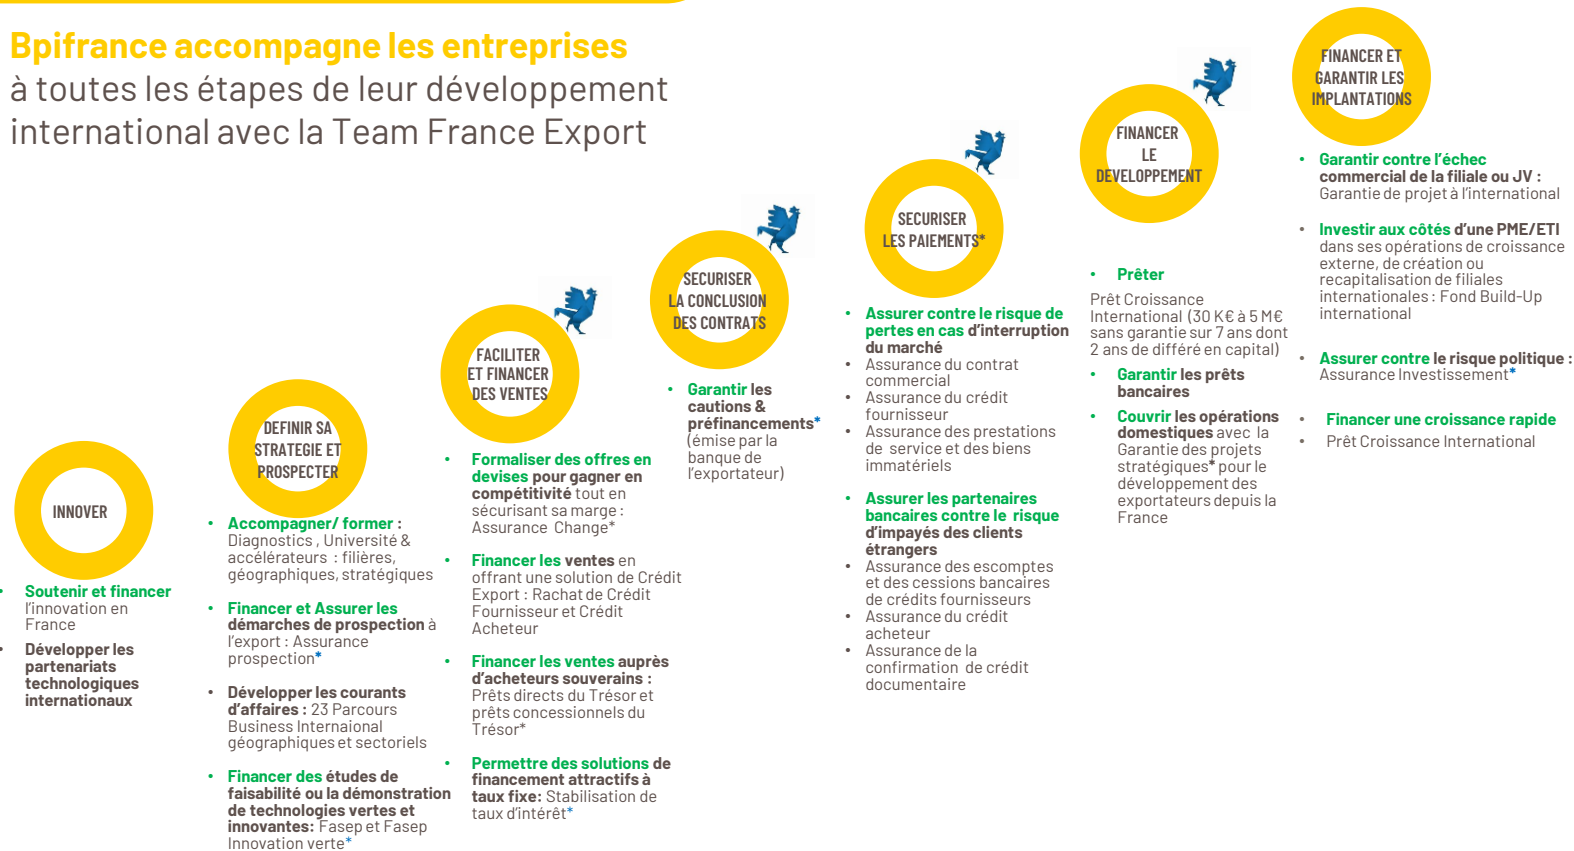 Bpifrance accompagne les entreprises
à toutes les étapes de leur développement
international avec la Team France Export
INNOVER
• Soutenir et financer
l'innovation en
France
• Développer les
partenariats
technologiques
internationaux
DEFINIR SA
STRATEGIE ET
PROSPECTER
• Accompagner/ former :
Diagnostics , Université &
accélérateurs : filières,
géographiques, stratégiques
• Financer et Assurer les
démarches de prospection à
l'export : Assurance
prospection*
• Développer les courants
d'affaires : 23 Parcours
Business Internaional
géographiques et sectoriels
• Financer des études de
faisabilité ou la démonstration
de technologies vertes et
innovantes: Fasep et Fasep
Innovation verte*
FACILITER
ET FINANCER
DES VENTES
• Formaliser des offres en
devises pour gagner en
compétitivité tout en
sécurisant sa marge :
Assurance Change*
• Financer les ventes en
offrant une solution de Crédit
Export : Rachat de Crédit
Fournisseur et Crédit
Acheteur
• Financer les ventes auprès
d'acheteurs souverains :
Prêts directs du Trésor et
prêts concessionnels du
Trésor*
• Permettre des solutions de
financement attractifs à
taux fixe: Stabilisation de
taux d'intérêt*
SECURISER
LA CONCLUSION
DES CONTRATS
• Garantir les
cautions &
préfinancements*
(émise par la
banque de
l'exportateur)
SECURISER
LES PAIEMENTS*
• Assurer contre le risque de
pertes en cas d'interruption
du marché
• Assurance du contrat
commercial
• Assurance du crédit
fournisseur
• Assurance des prestations
de service et des biens
immatériels
• Assurer les partenaires
bancaires contre le risque
d'impayés des clients
étrangers
• Assurance des escomptes
et des cessions bancaires
de crédits fournisseurs
• Assurance du crédit
acheteur
• Assurance de la
confirmation de crédit
documentaire
FINANCER
LE
DEVELOPPEMENT
• Prêter
Prêt Croissance
International (30 K€ à 5 M€
sans garantie sur 7 ans dont
2 ans de différé en capital)
• Garantir les prêts
bancaires
• Couvrir les opérations
domestiques avec la
Garantie des projets
stratégiques* pour le
développement des
exportateurs depuis la
France
FINANCER ET
GARANTIR LES
IMPLANTATIONS
• Garantir contre l'échec
commercial de la filiale ou JV :
Garantie de projet à l'international
• Investir aux côtés d'une PME/ETI
dans ses opérations de croissance
externe, de création ou
recapitalisation de filiales
internationales : Fond Build-Up
international
• Assurer contre le risque politique :
Assurance Investissement*
• Financer une croissance rapide
• Prêt Croissance International